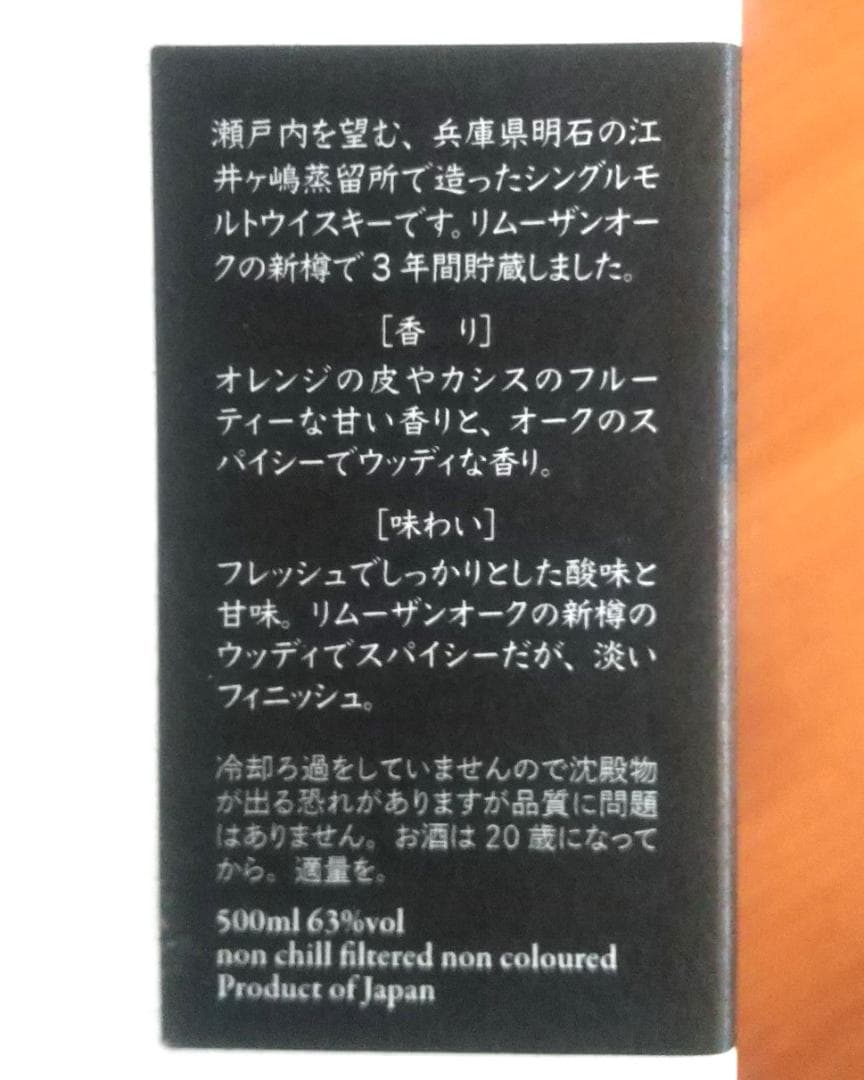 瀬戸内を望む、兵庫県明石の江
井ヶ嶋蒸留所で造ったシングルモ
ルトウイスキーです。リムーザンオー
クの新樽で3年間貯蔵しました。
[香 り]
オレンジの皮やカシスのフルー
ティーな甘い香りと、オークのス
パイシーでウッディな香り。
[味わい]
フレッシュでしっかりとした酸味と
甘味。リムーザンオークの新樽の
ウッディでスパイシーだが、淡い
フィニッシュ。
冷却ろ過をしていませんので沈殿物
が出る恐れがありますが品質に問題
はありません。お酒は20歳になって
から。適量を。
500ml 63%vol
non chill filtered non coloured
Product of Japan